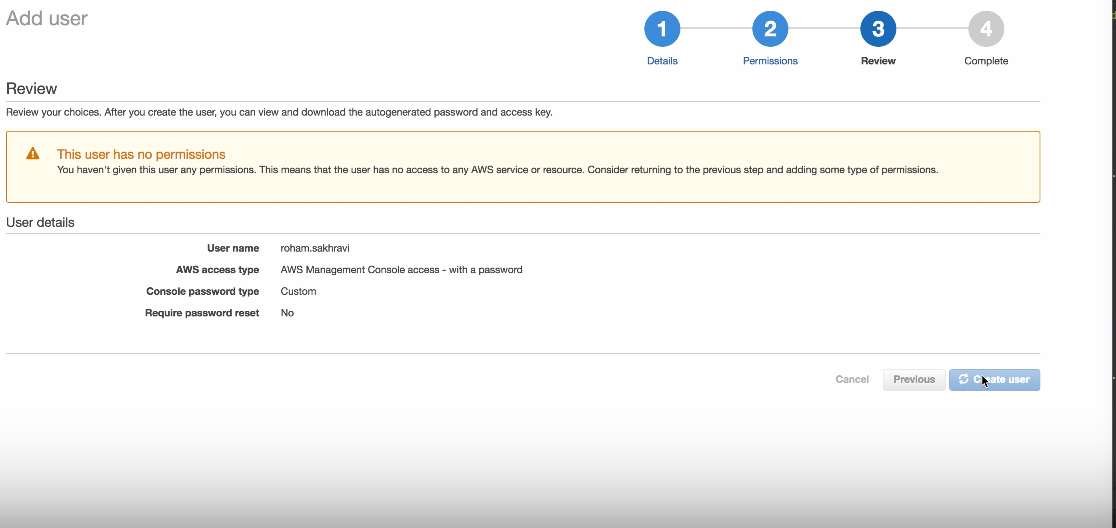 Add user
1
2
3
4
Details
Permissions
Review
Complete
Review
Review your choices. After you create the user, you can view and download the autogenerated password and access key.
This user has no permissions
You haven't given this user any permissions. This means that the user has no access to any AWS service or resource. Consider returning to the previous step and adding some type of permissions.
User details
User name roham.sakhravi
AWS access type AWS Management Console access - with a password
Console password type Custom
Require password reset No
Cancel Previous Create user